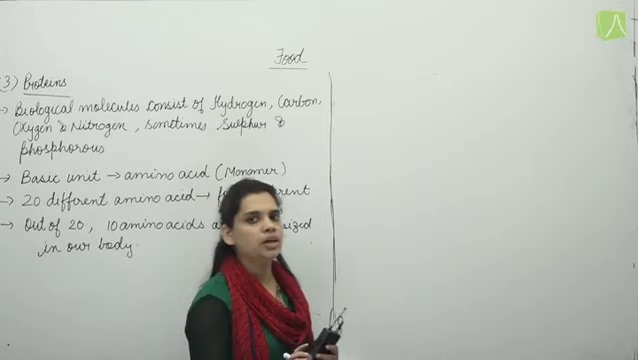 Food
(3) Proteins
→ Biological molecules consist of Hydrogen, Carbon,
Oxygen & Nitrogen, sometimes Sulphur &
phosphorous
→ Basic unit → amino acid (Monomer)
→ 20 different amino acid →
→ Out of 20, 10 amino acids
in our body.